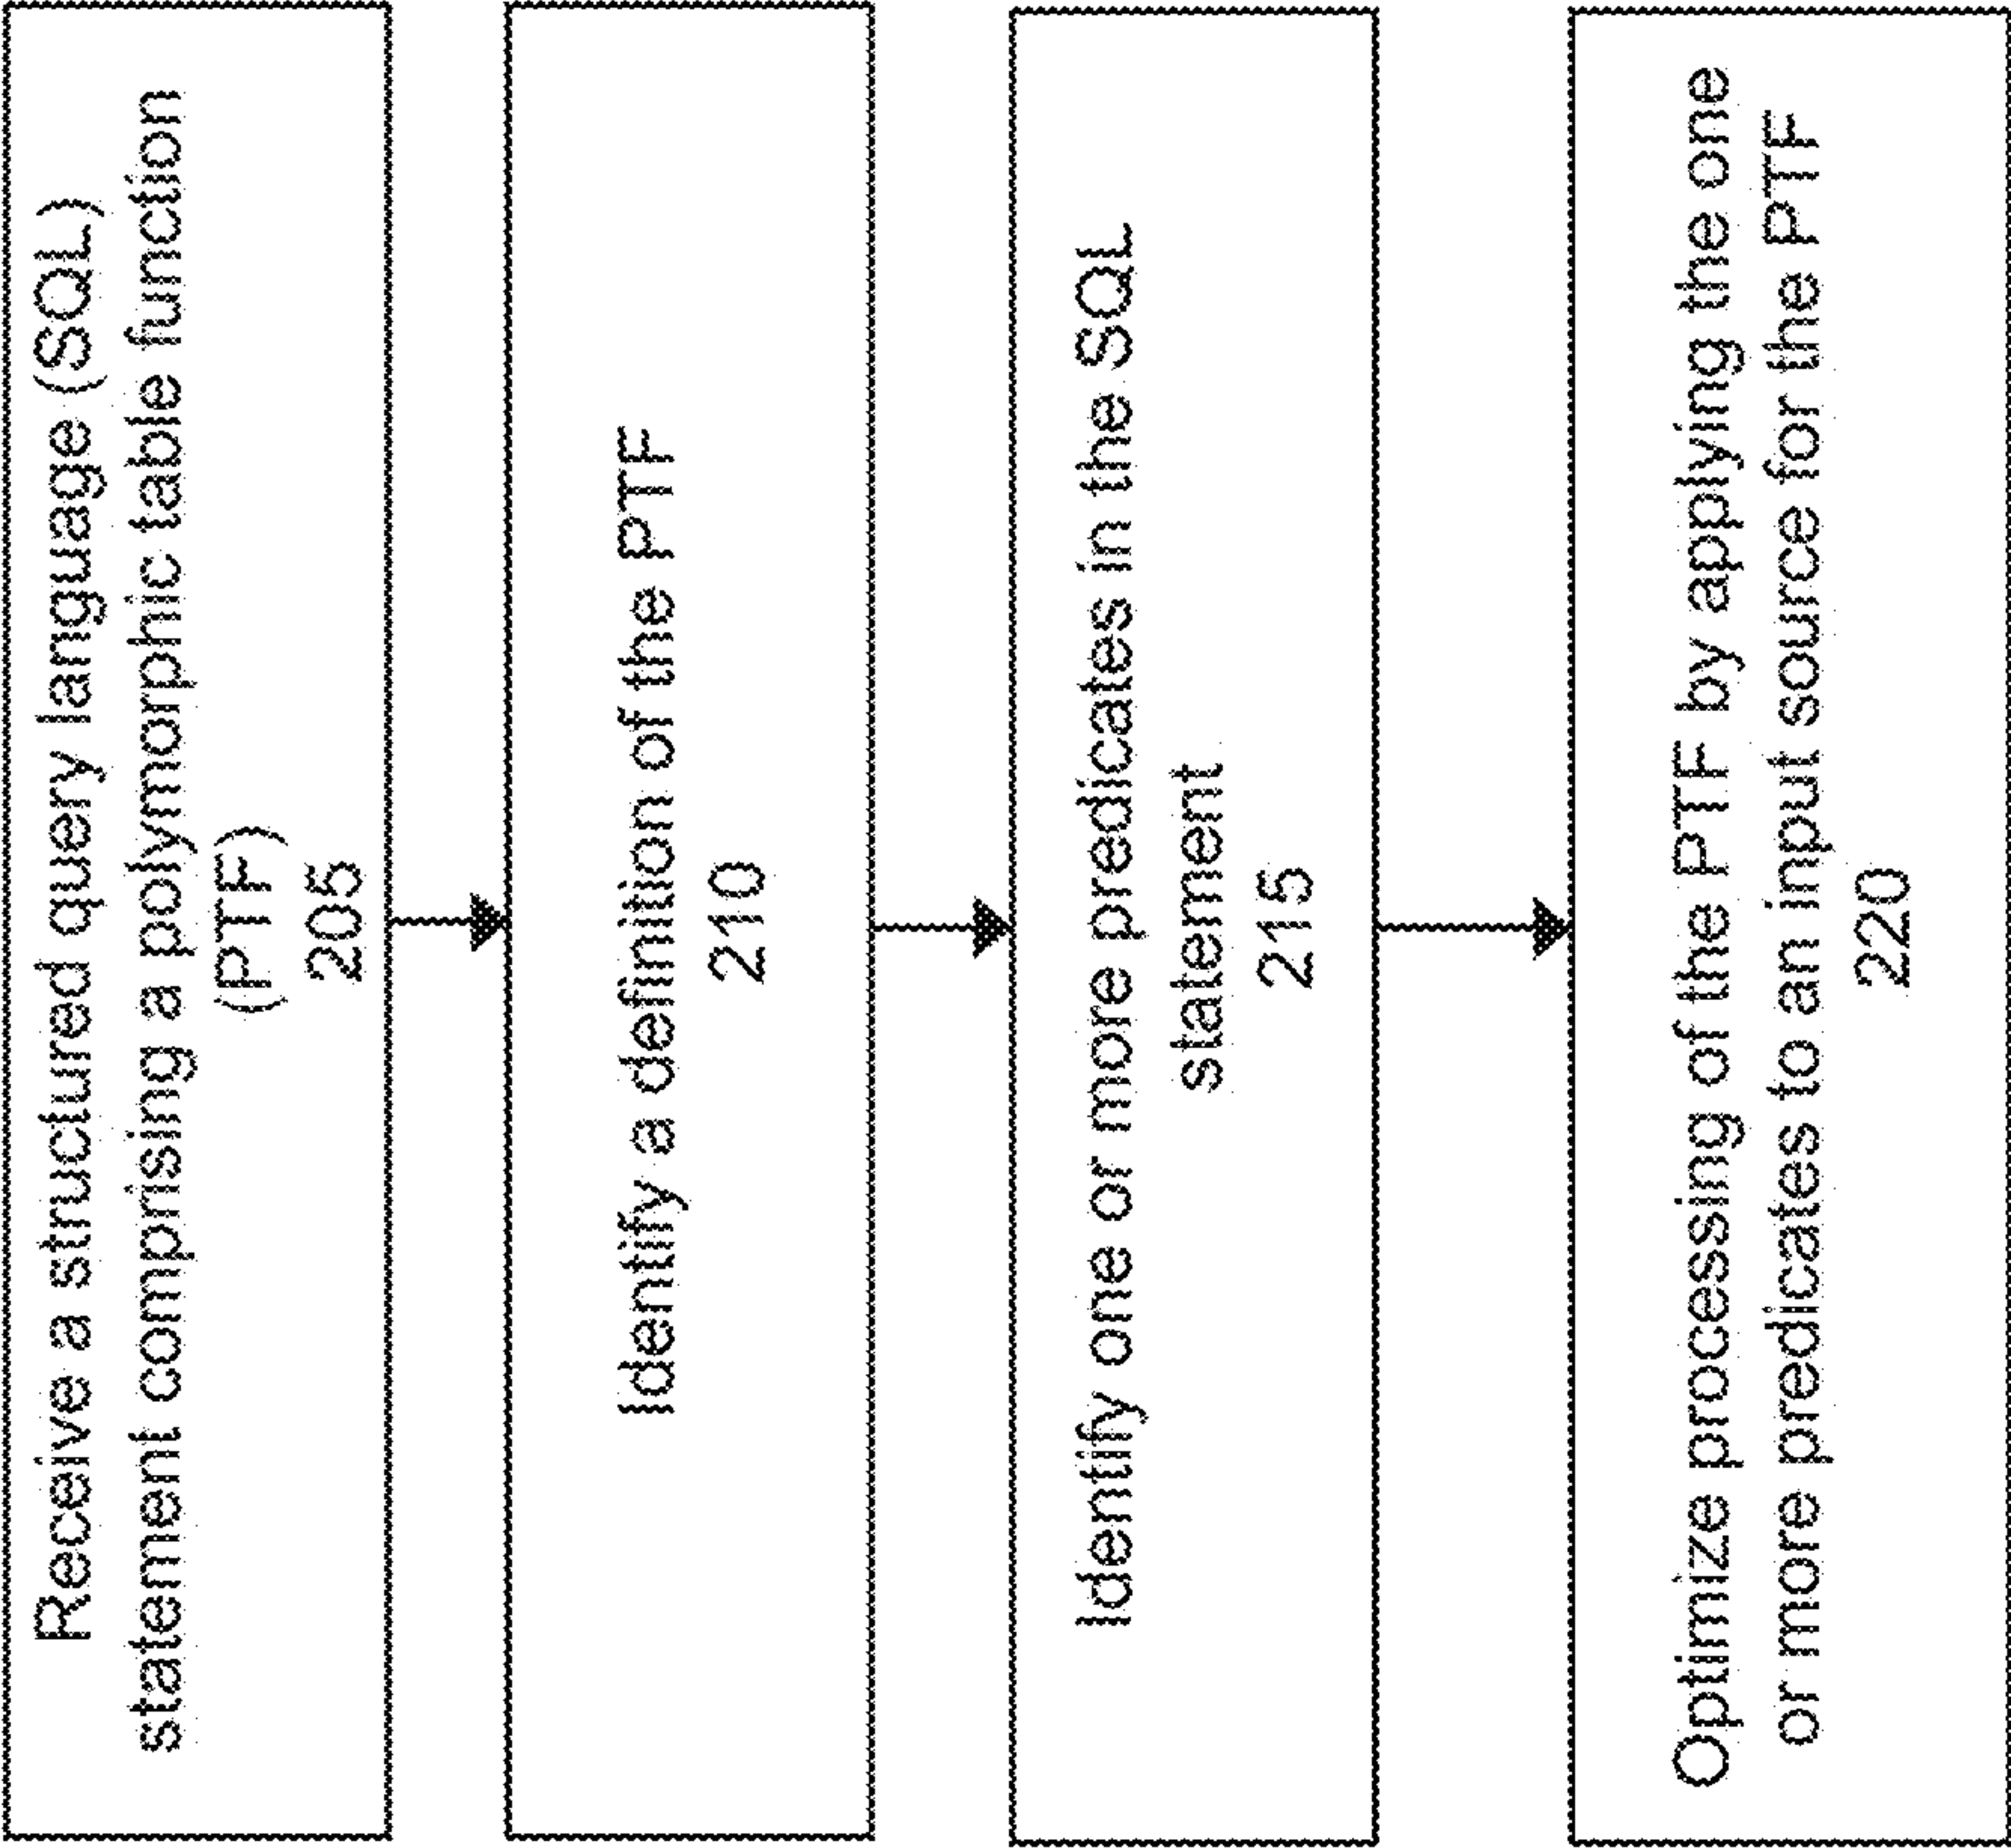 Receive a structured query language (SQL)
statement comprising a polymorphic table function
(PTF)
205
Identify a definition of the PTF
210
Identify one or more predicates in the SQL
statement
215
Optimize processing of the PTF by applying the one
or more predicates to an input source for the PTF
220